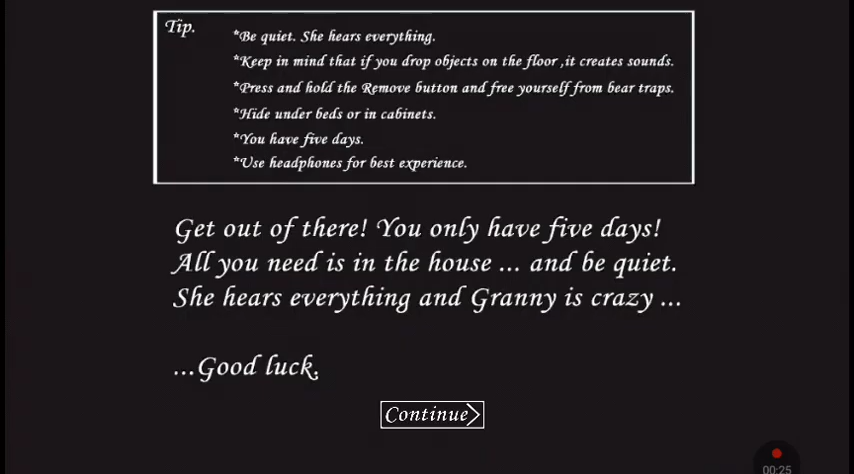 Tip.
*Be quiet. She hears everything.
*Keep in mind that if you drop objects on the floor ,it creates sounds.
*Press and hold the Remove button and free yourself from bear traps.
*Hide under beds or in cabinets.
*You have five days.
*Use headphones for best experience.
Get out of there! You only have five days!
All you need is in the house ... and be quiet.
She hears everything and Granny is crazy ...
...Good luck.
Continue>
00:25